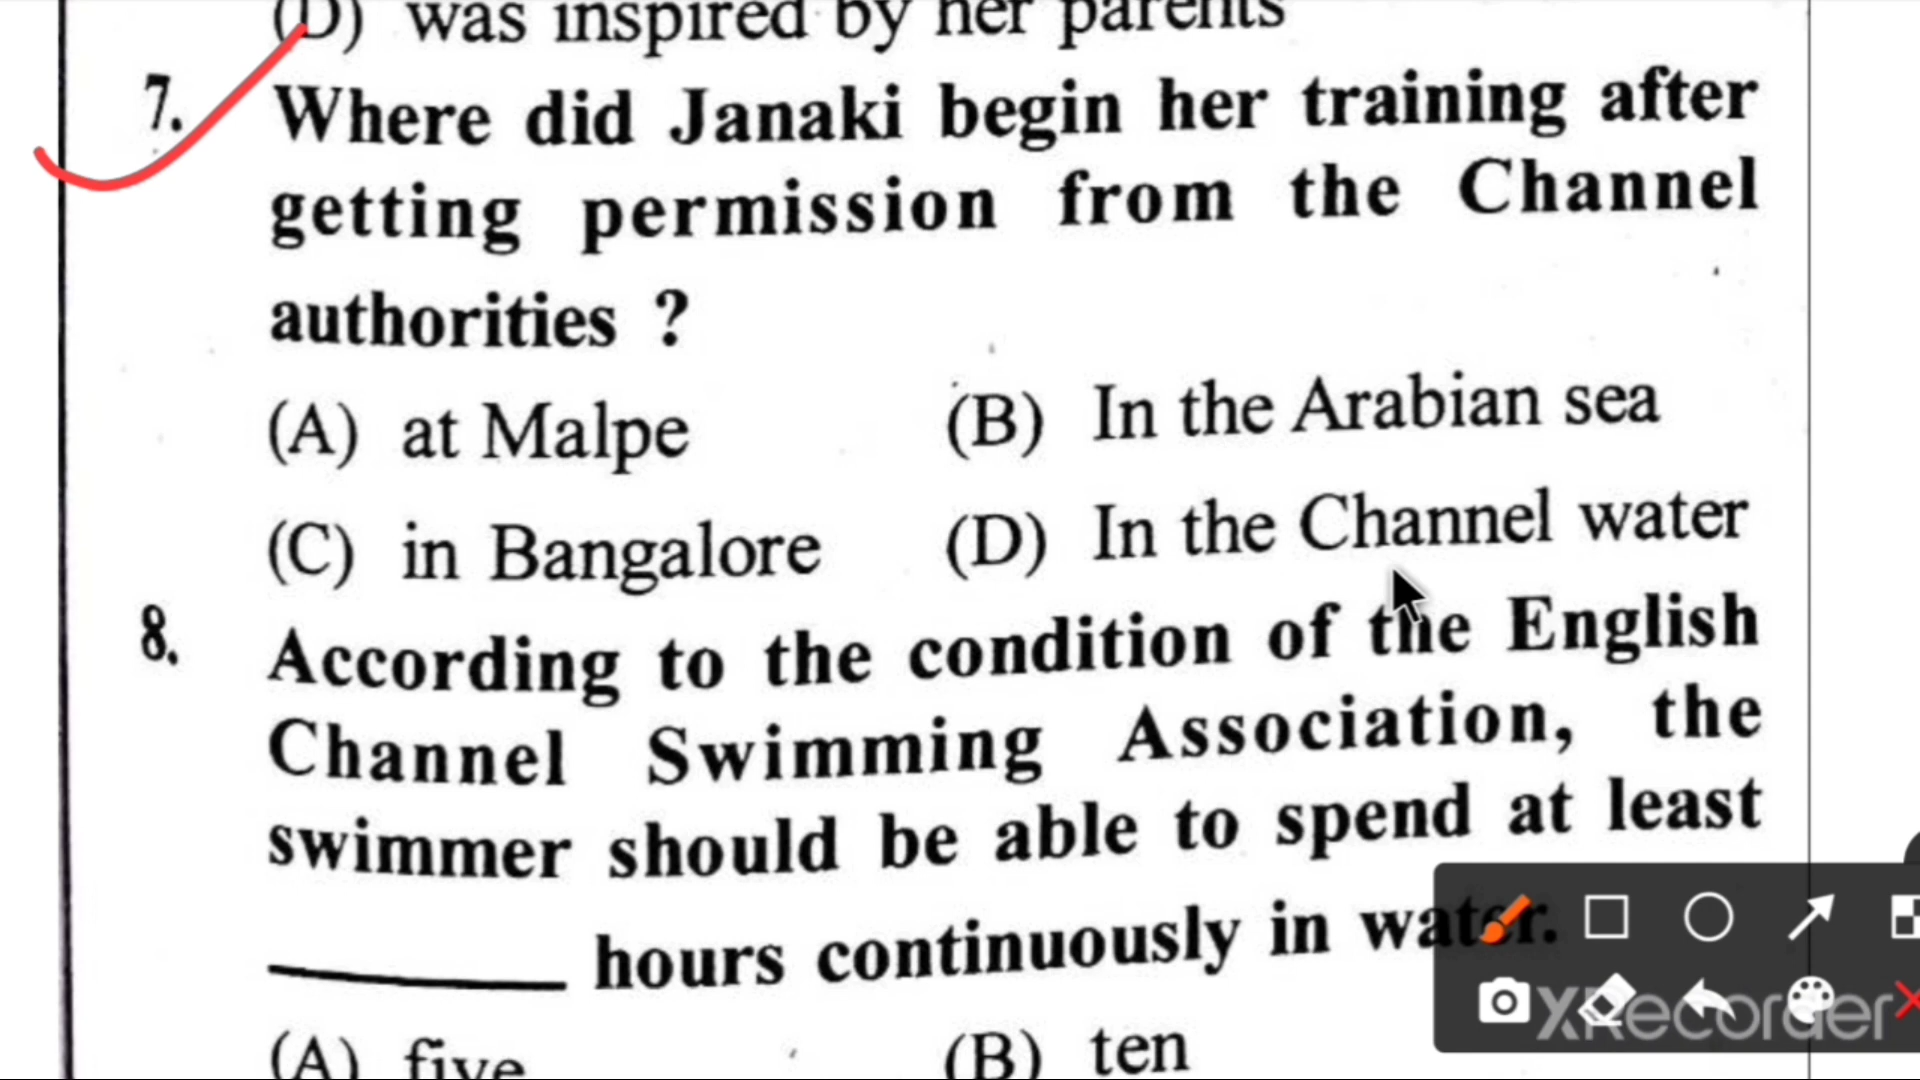 (D) was inspired by her parents
7. Where did Janaki begin her training after
getting permission from the Channel
authorities ?
(A) at Malpe (B) In the Arabian sea
(C) in Bangalore (D) In the Channel water
8. According to the condition of the English
Channel Swimming Association, the
swimmer should be able to spend at least
hours continuously in water.
(A) five (B) ten
XRecorder